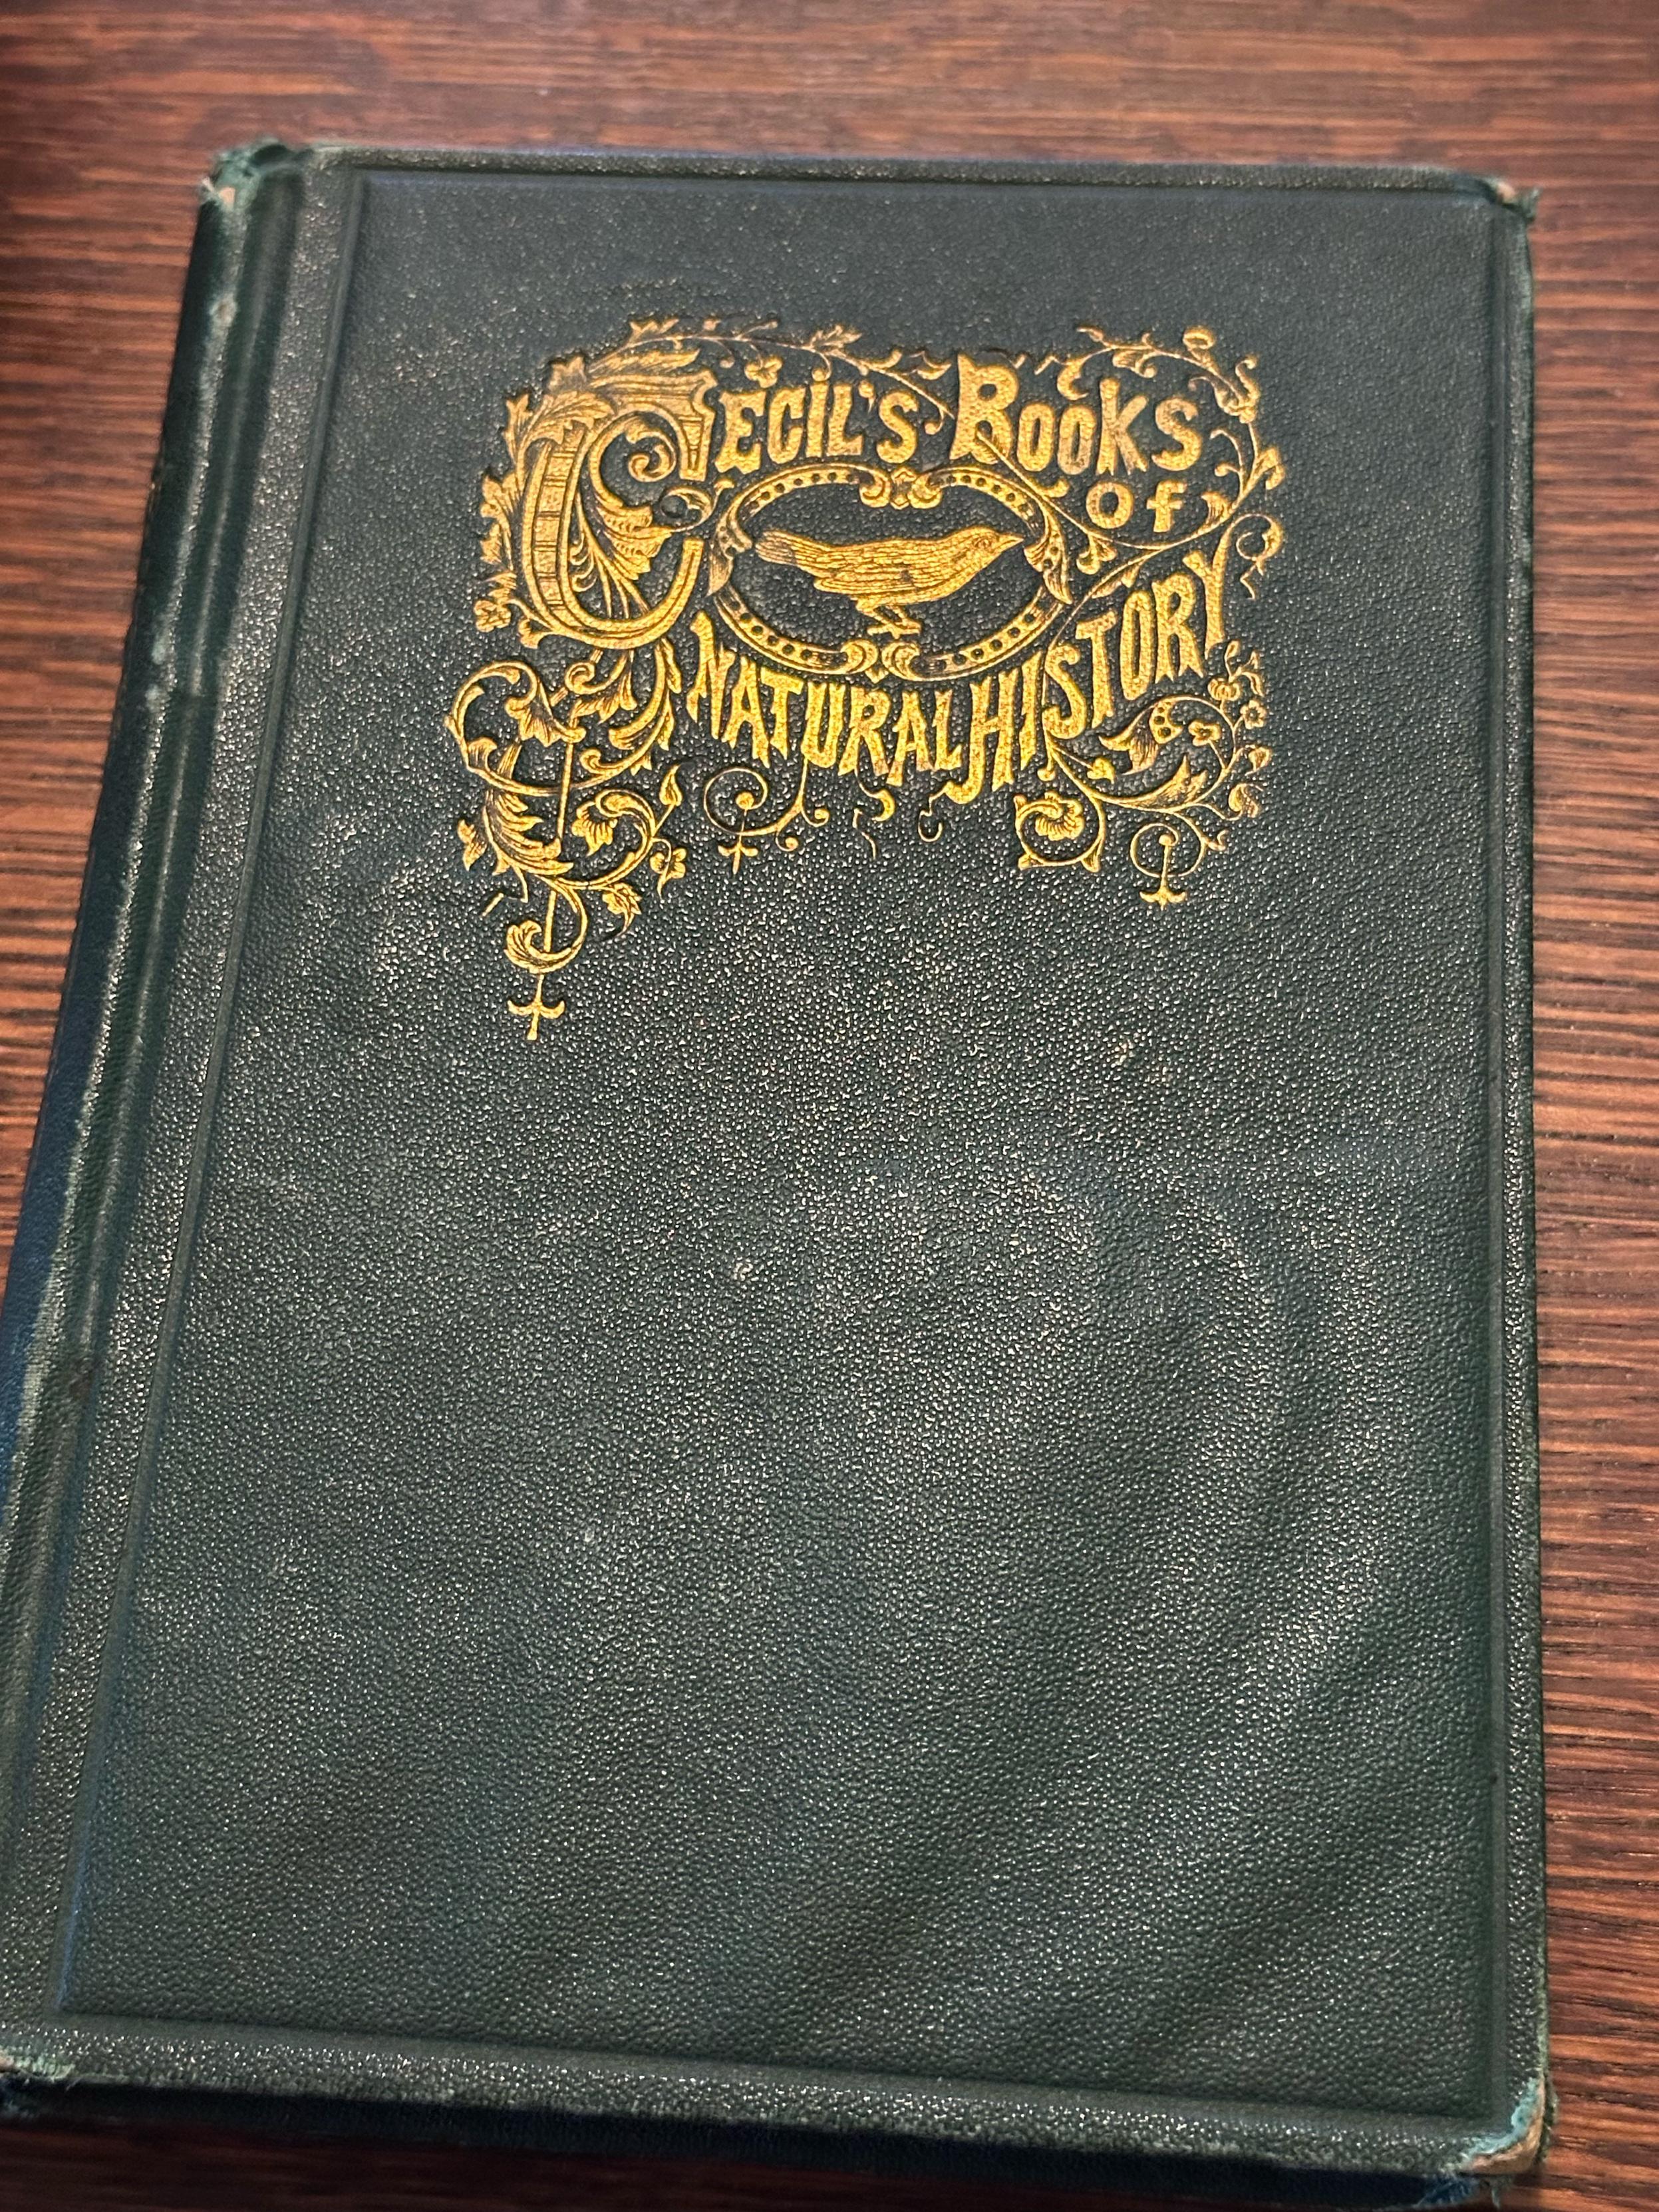 CECIL'S BOOKS
OF
NATURAL HISTORY